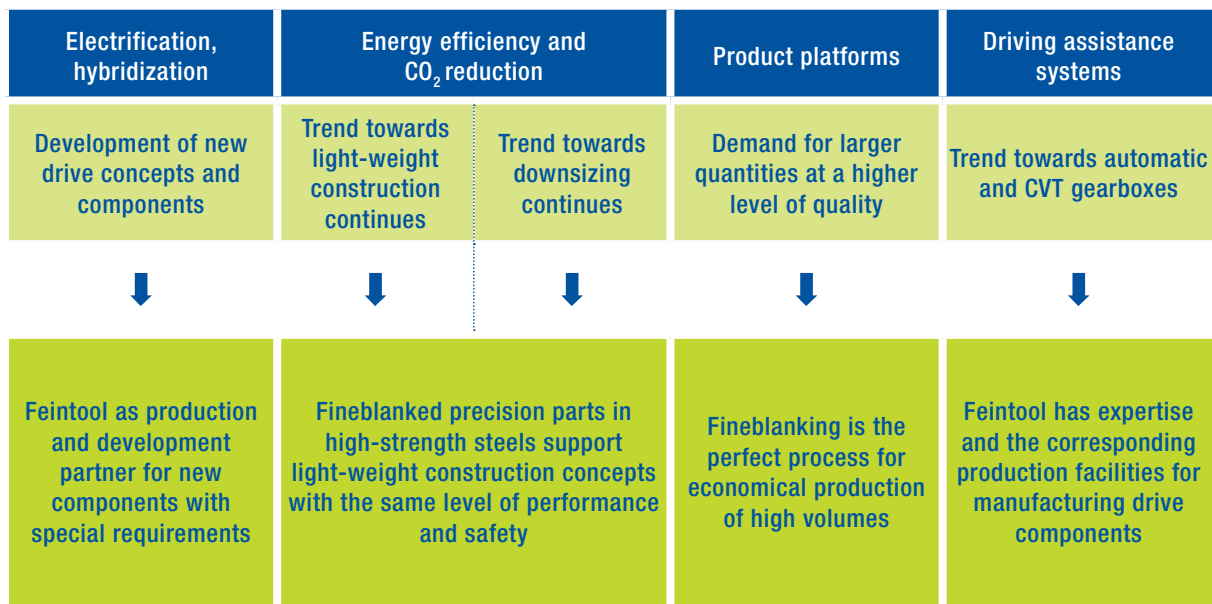 Electrification,
hybridization
Energy efficiency and
CO₂ reduction
Product platforms
Driving assistance
systems
Development of new
drive concepts and
components
Trend towards
light-weight
construction
continues
Trend towards
downsizing
continues
Demand for larger
quantities at a higher
level of quality
Trend towards automatic
and CVT gearboxes
Feintool as production
and development
partner for new
components with
special requirements
Fineblanked precision parts in
high-strength steels support
light-weight construction concepts
with the same level of performance
and safety
Fineblanking is the
perfect process for
economical production
of high volumes
Feintool has expertise
and the corresponding
production facilities for
manufacturing drive
components